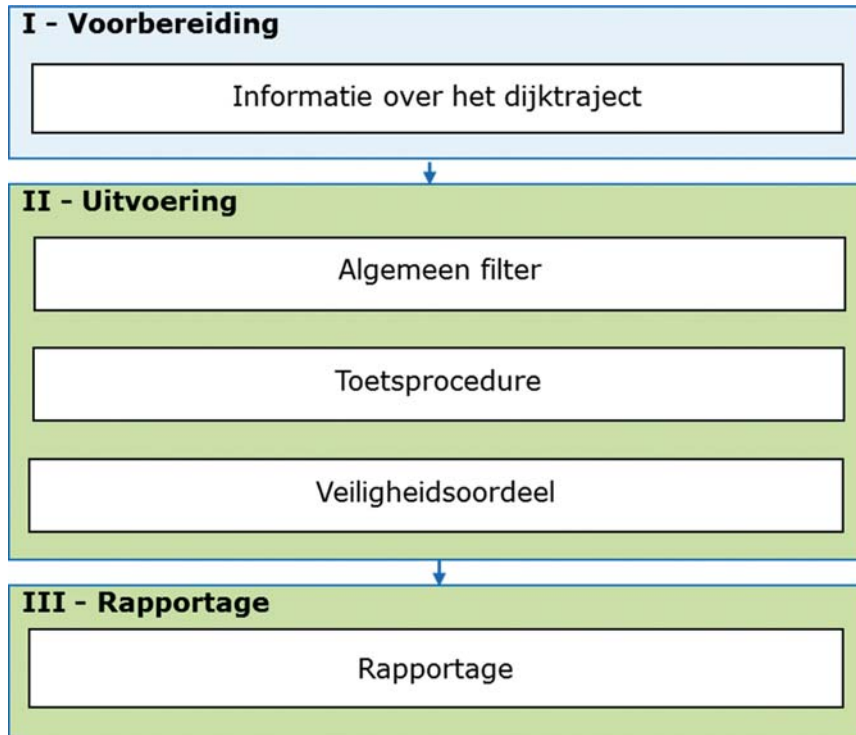 I - Voorbereiding
Informatie over het dijktraject
II - Uitvoering
Algemeen filter
Toetsprocedure
Veiligheidsoordeel
III - Rapportage
Rapportage